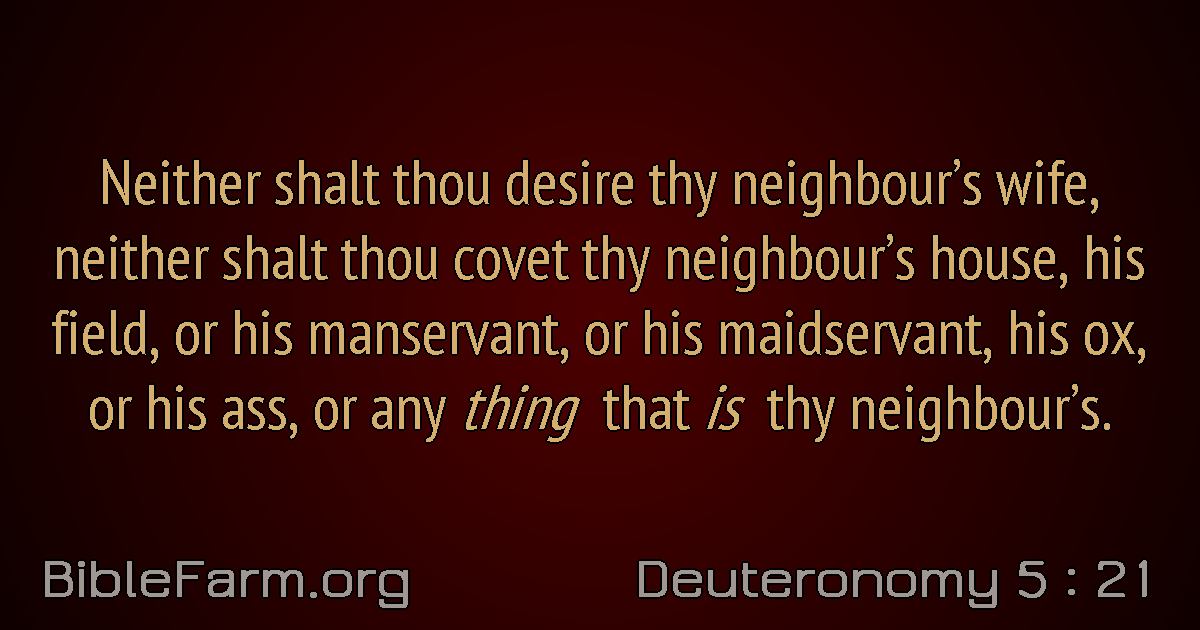 Neither shalt thou desire thy neighbour’s wife,
neither shalt thou covet thy neighbour’s house, his
field, or his manservant, or his maidservant, his ox,
or his ass, or any thing that is thy neighbour’s.
BibleFarm.org
Deuteronomy 5 : 21